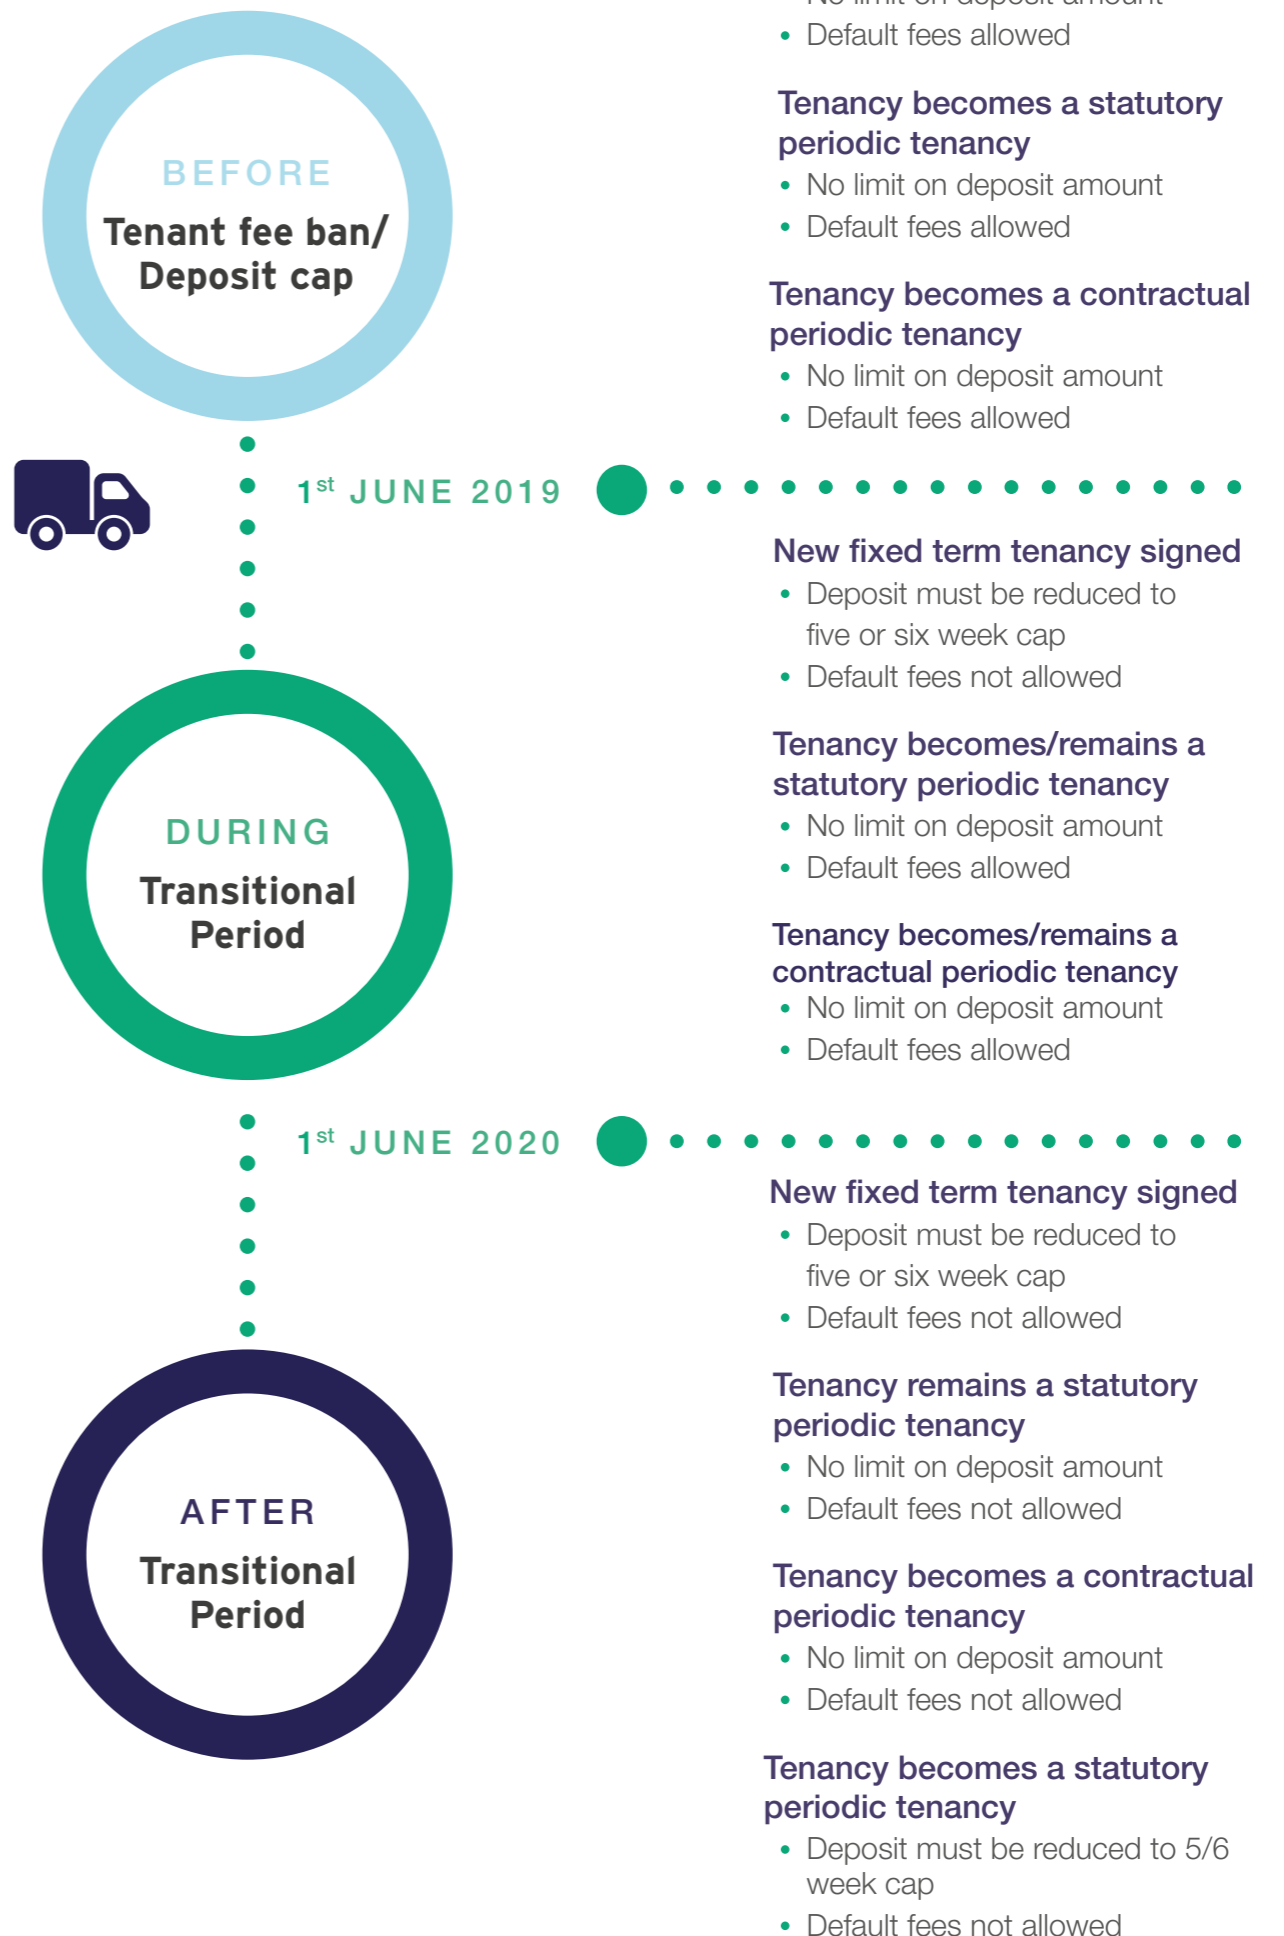 No limit on deposit amount
• Default fees allowed
Tenancy becomes a statutory
periodic tenancy
• No limit on deposit amount
• Default fees allowed
Tenancy becomes a contractual
periodic tenancy
• No limit on deposit amount
• Default fees allowed
BEFORE
Tenant fee ban/
Deposit cap
1st JUNE 2019
New fixed term tenancy signed
• Deposit must be reduced to
five or six week cap
• Default fees not allowed
Tenancy becomes/remains a
statutory periodic tenancy
• No limit on deposit amount
• Default fees allowed
Tenancy becomes/remains a
contractual periodic tenancy
• No limit on deposit amount
• Default fees allowed
DURING
Transitional
Period
1st JUNE 2020
New fixed term tenancy signed
• Deposit must be reduced to
five or six week cap
• Default fees not allowed
Tenancy remains a statutory
periodic tenancy
• No limit on deposit amount
• Default fees not allowed
Tenancy becomes a contractual
periodic tenancy
• No limit on deposit amount
• Default fees not allowed
Tenancy becomes a statutory
periodic tenancy
• Deposit must be reduced to 5/6
week cap
• Default fees not allowed
AFTER
Transitional
Period